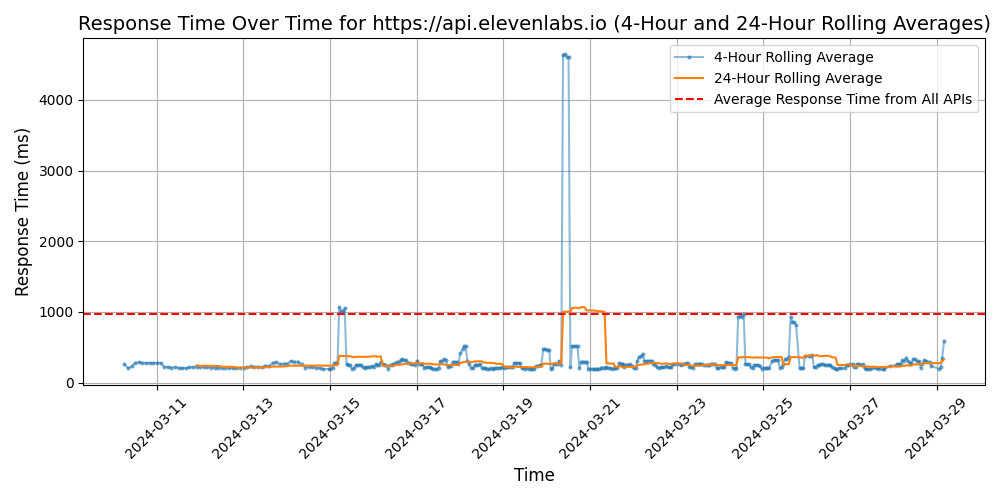 Response Time Over Time for https://api.elevenlabs.io (4-Hour and 24-Hour Rolling Averages)
4-Hour Rolling Average
24-Hour Rolling Average
Average Response Time from All APIs
Response Time (ms)
4000
3000
2000
1000
0
2024-03-11
2024-03-13
2024-03-15
2024-03-17
2024-03-19
2024-03-21
2024-03-23
2024-03-25
2024-03-27
2024-03-29
Time